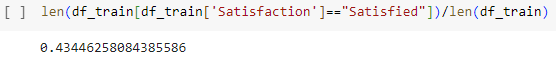 [ ] len(df_train[df_train['Satisfaction']=="Satisfied"])/len(df_train)
0.43446258084385586